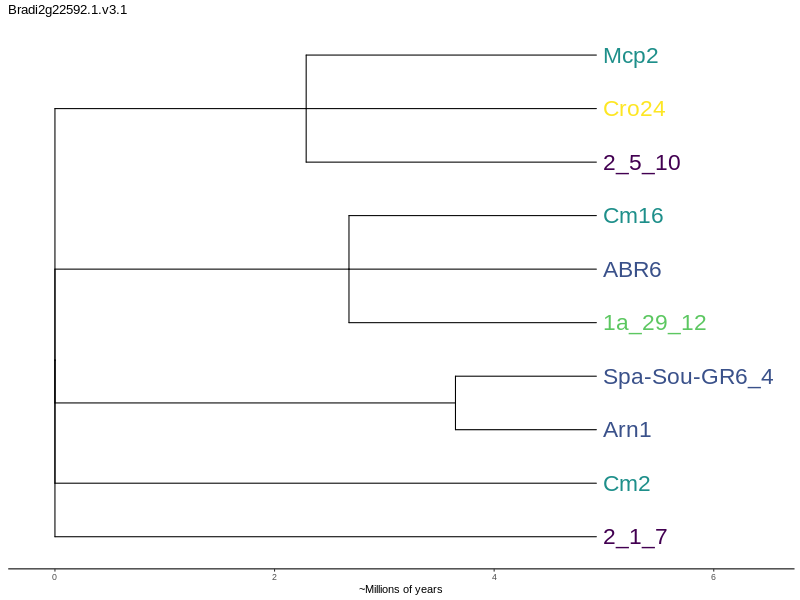 Bradi2g22592.1.v3.1
Mcp2
Cro24
2_5_10
Cm16
ABR6
1a_29_12
Spa-Sou-GR6_4
Arn1
Cm2
2_1_7
0 2 4 6
~Millions of years